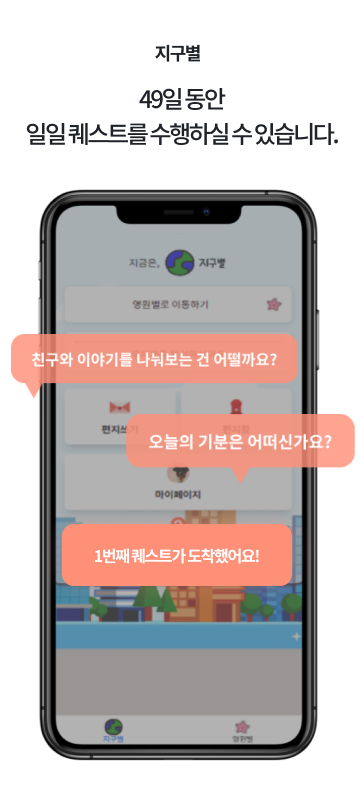 지구별
49일 동안
일일 퀘스트를 수행하실 수 있습니다.
지금은, 지구별
영원별로 이동하기
친구와 이야기를 나눠보는 건 어떨까요?
편지쓰기
편지함
오늘의 기분은 어떠신가요?
마이페이지
1번째 퀘스트가 도착했어요!
지구별
영원별